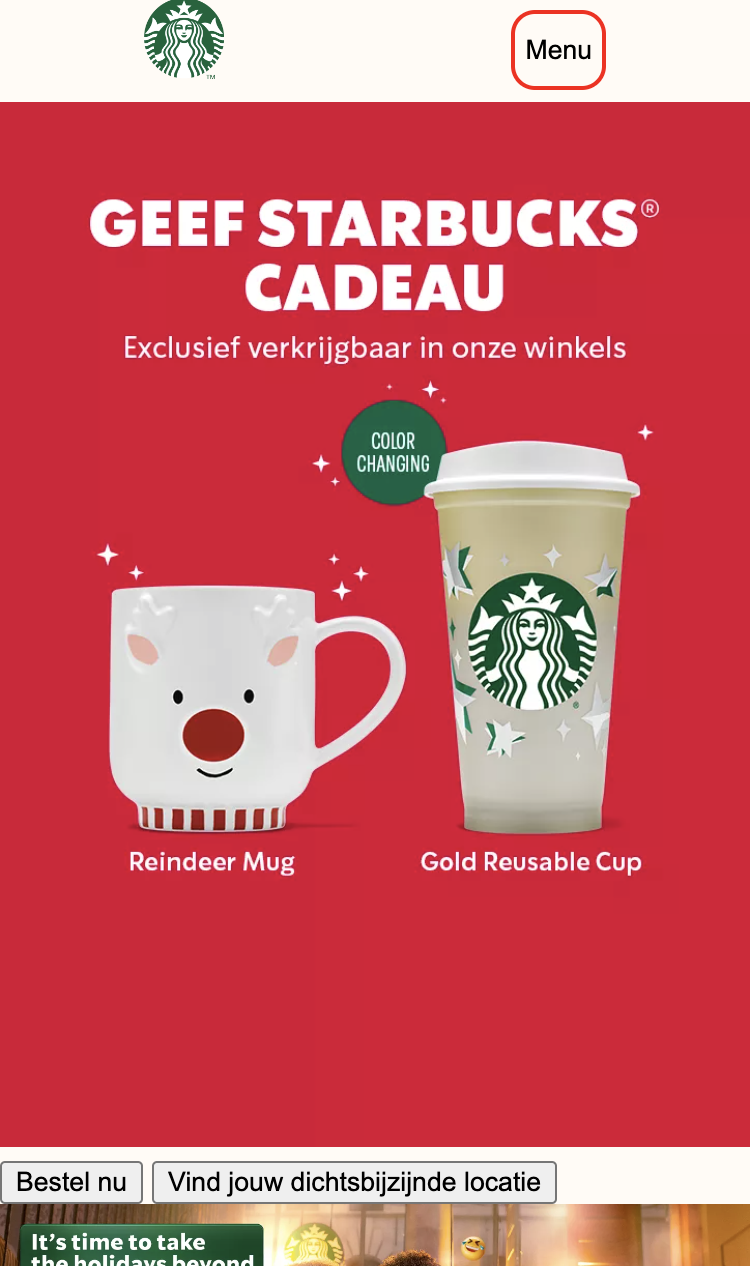 TM
Menu
GEEF STARBUCKS®
CADEAU
Exclusief verkrijgbaar in onze winkels
COLOR
CHANGING
®
Reindeer Mug
Gold Reusable Cup
Bestel nu
Vind jouw dichtsbijzijnde locatie
It's time to take
the holidays beyond